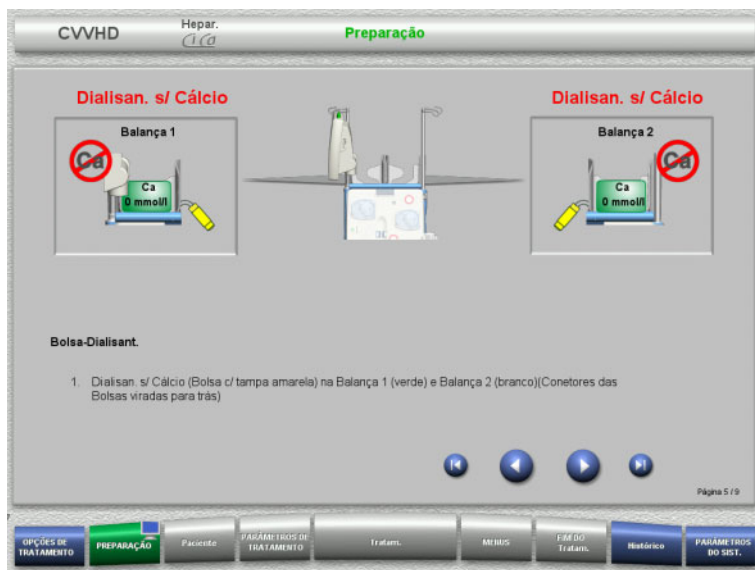 CVVHD
Hepar.
Ci Ca
Preparação
Dialisan. s/ Cálcio
Dialisan. s/ Cálcio
Balança 1
Ca
Ca
0 mmol/l
Balança 2
Ca
Ca
0 mmol/l
Bolsa-Dialisant.
1. Dialisan. s/ Cálcio (Bolsa c/ tampa amarela) na Balança 1 (verde) e Balança 2 (branco)(Conetores das
Bolsas viradas para trás)
Página 5 / 9
OPÇÕES DE
TRATAMENTO
PREPARAÇÃO
Paciente
PARÂMETROS DE
TRATAMENTO
Tratam.
MENUS
FIM DO
Tratam.
Histórico
PARÂMETROS
DO SIST.